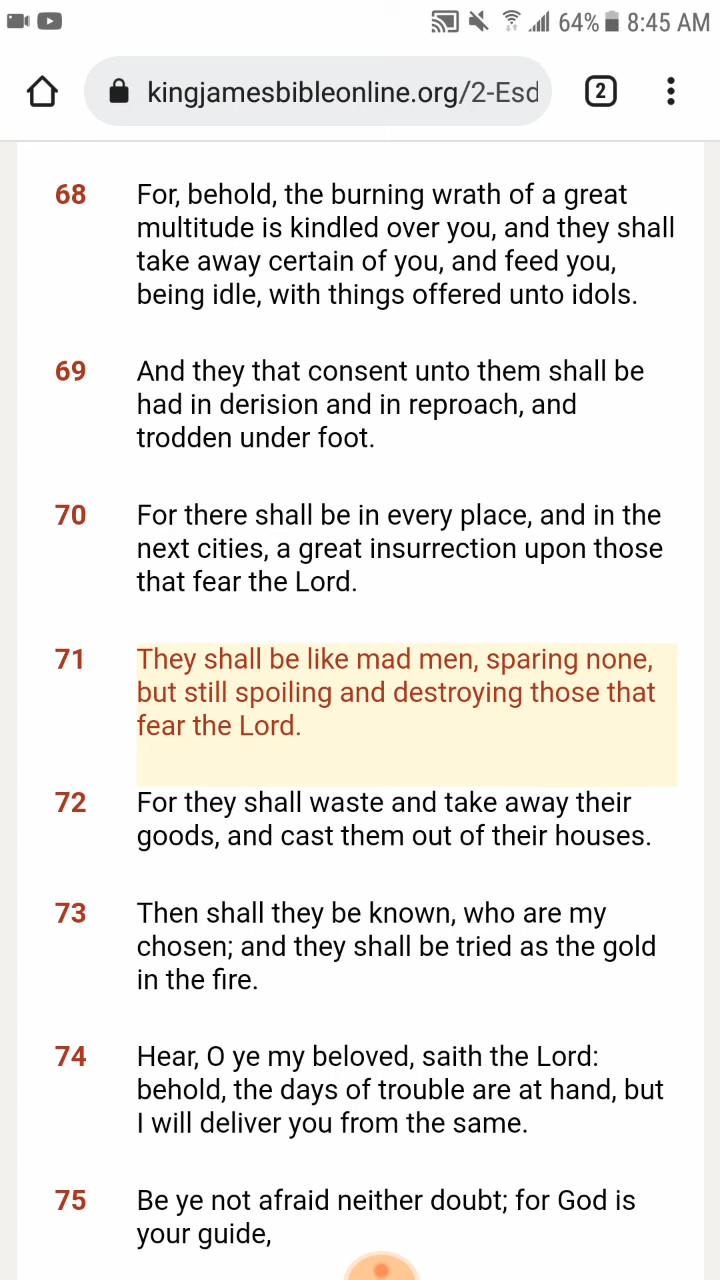 64% 8:45 AM
kingjamesbibleonline.org/2-Esd 2
68 For, behold, the burning wrath of a great
multitude is kindled over you, and they shall
take away certain of you, and feed you,
being idle, with things offered unto idols.
69 And they that consent unto them shall be
had in derision and in reproach, and
trodden under foot.
70 For there shall be in every place, and in the
next cities, a great insurrection upon those
that fear the Lord.
71 They shall be like mad men, sparing none,
but still spoiling and destroying those that
fear the Lord.
72 For they shall waste and take away their
goods, and cast them out of their houses.
73 Then shall they be known, who are my
chosen; and they shall be tried as the gold
in the fire.
74 Hear, O ye my beloved, saith the Lord:
behold, the days of trouble are at hand, but
I will deliver you from the same.
75 Be ye not afraid neither doubt; for God is
your guide,